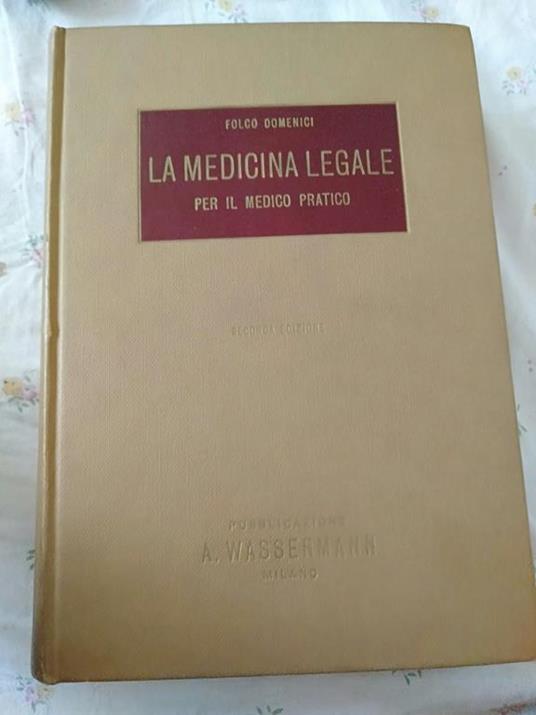 FOLCO DOMENICI
LA MEDICINA LEGALE
PER IL MEDICO PRATICO
SECONDA EDIZIONE
PUBBLICAZIONE
A. WASSERMANN
MILANO